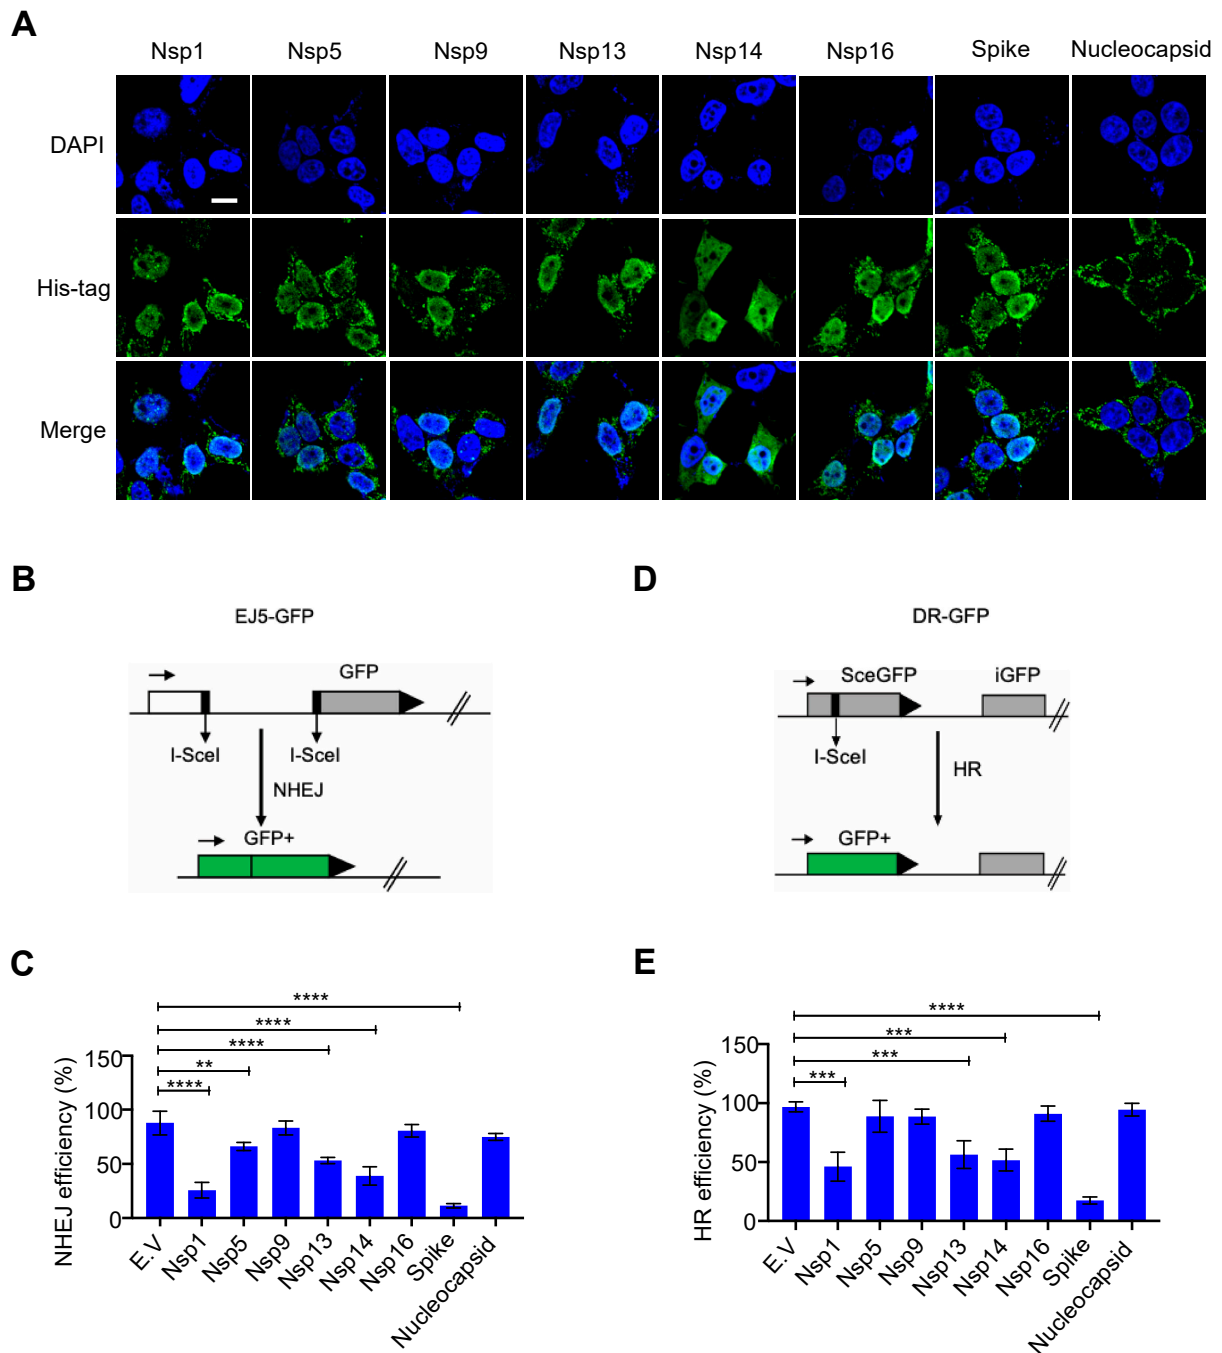 A
Nsp1 Nsp5 Nsp9 Nsp13 Nsp14 Nsp16 Spike Nucleocapsid
DAPI
His-tag
Merge
B
EJ5-GFP
GFP
I-SceI I-SceI
NHEJ
GFP+
D
DR-GFP
SceGFP iGFP
I-SceI
HR
GFP+
C
****
****
****
**
****
150
100
50
0
NHEJ efficiency (%)
E.V Nsp1 Nsp5 Nsp9 Nsp13 Nsp14 Nsp16 Spike Nucleocapsid
E
****
***
***
***
150
100
50
0
HR efficiency (%)
E.V Nsp1 Nsp5 Nsp9 Nsp13 Nsp14 Nsp16 Spike Nucleocapsid